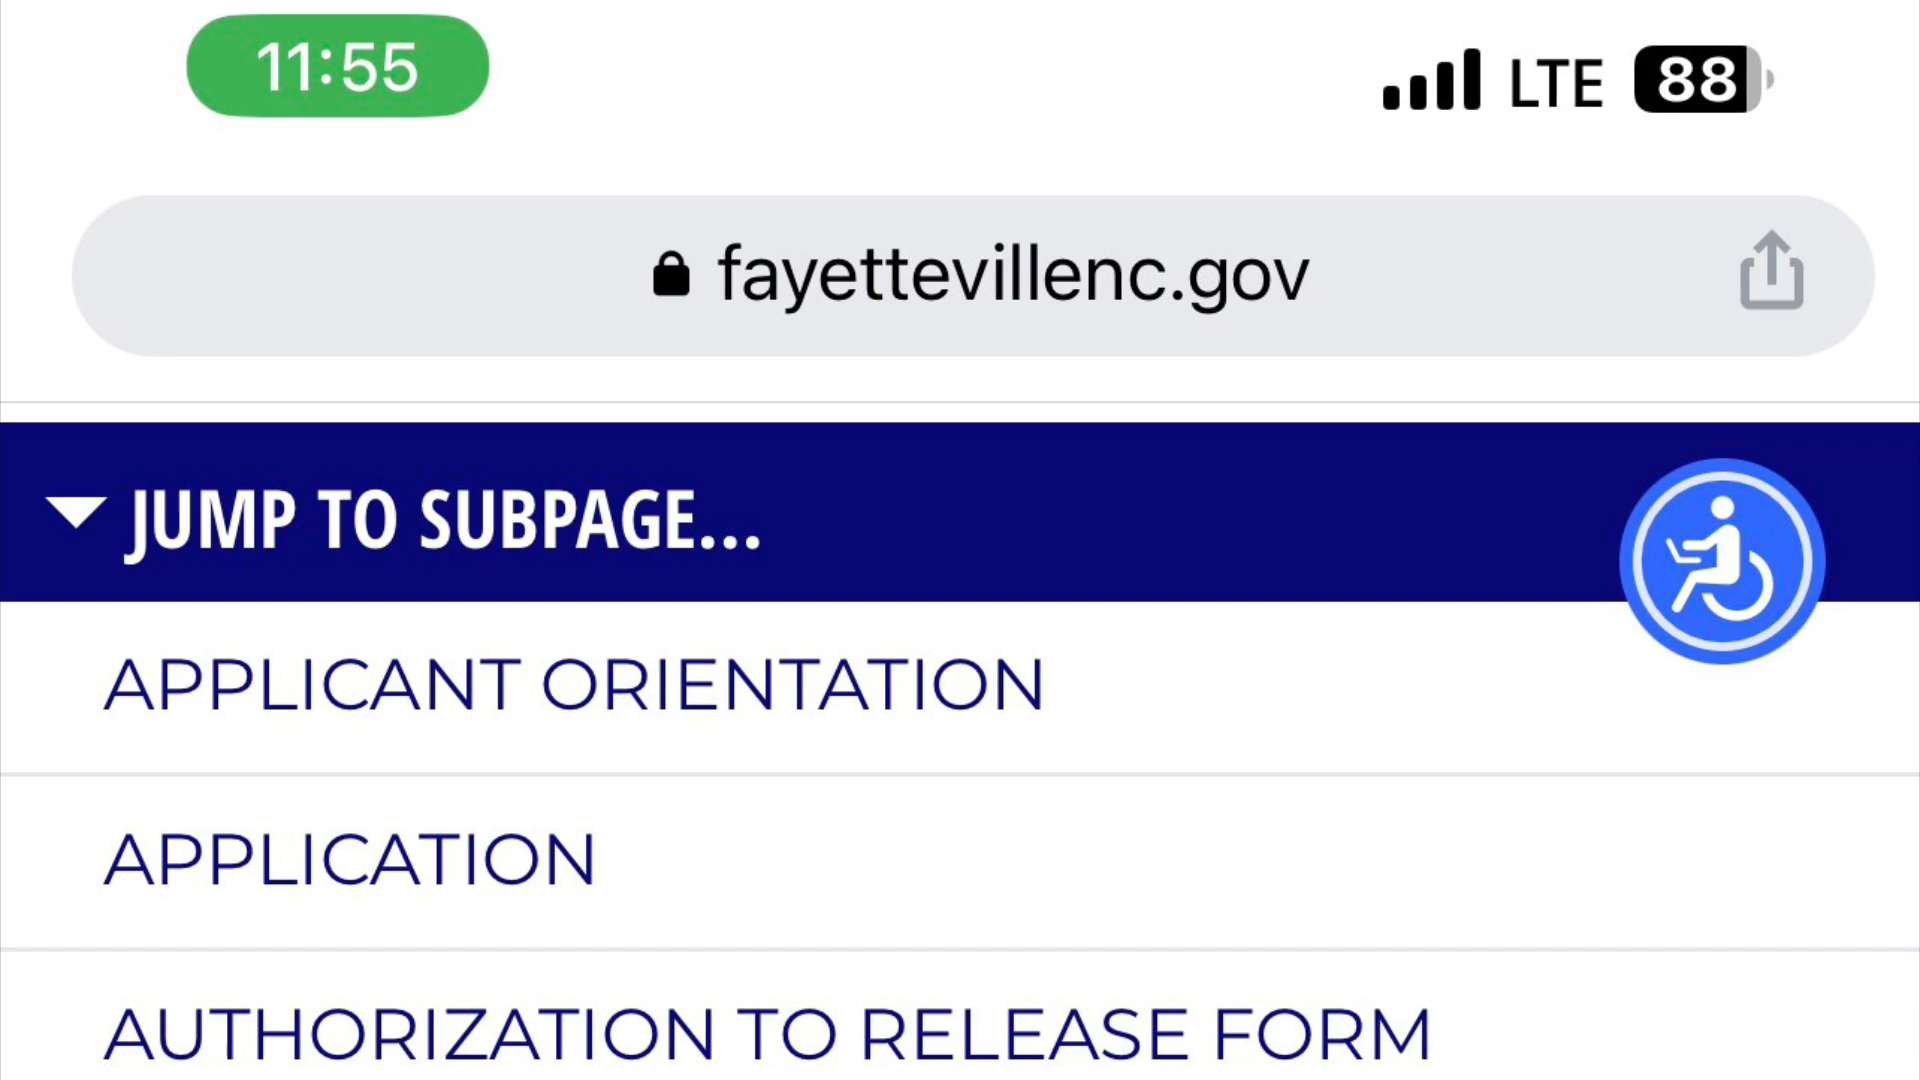 11:55 LTE 88
fayettevillenc.gov
JUMP TO SUBPAGE...
APPLICANT ORIENTATION
APPLICATION
AUTHORIZATION TO RELEASE FORM